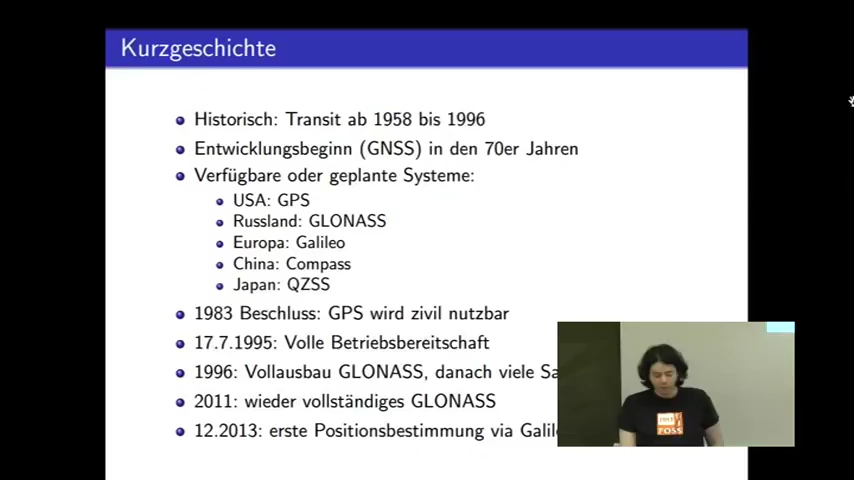 Kurzgeschichte
Historisch: Transit ab 1958 bis 1996
Entwicklungsbeginn (GNSS) in den 70er Jahren
Verfügbare oder geplante Systeme:
USA: GPS
Russland: GLONASS
Europa: Galileo
China: Compass
Japan: QZSS
1983 Beschluss: GPS wird zivil nutzbar
17.7.1995: Volle Betriebsbereitschaft
1996: Vollausbau GLONASS, danach viele
2011: wieder vollständiges GLONASS
12.2013: erste Positionsbestimmung via
FOSS